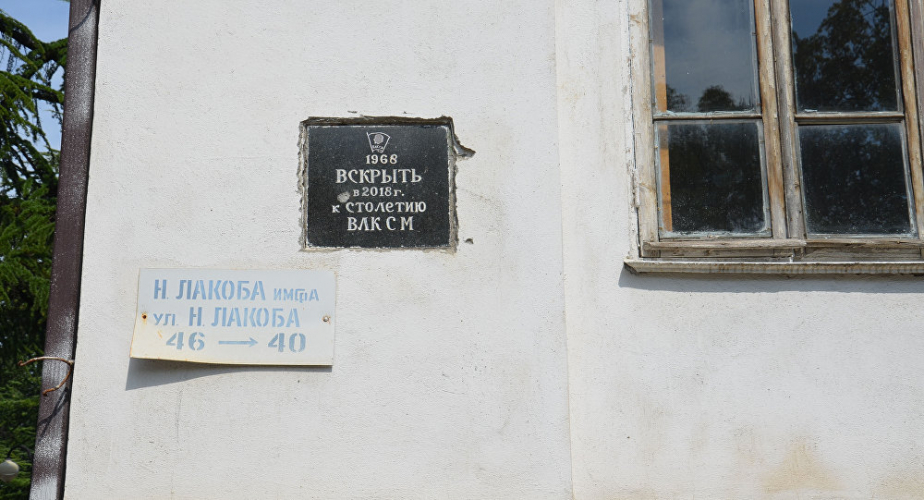 1968
ВСКРЫТЬ
в 2018 г.
к СТОЛЕТИЮ
ВЛКСМ
Н. ЛАКОБА ИМҨА
УЛ. Н. ЛАКОБА
46 → 40